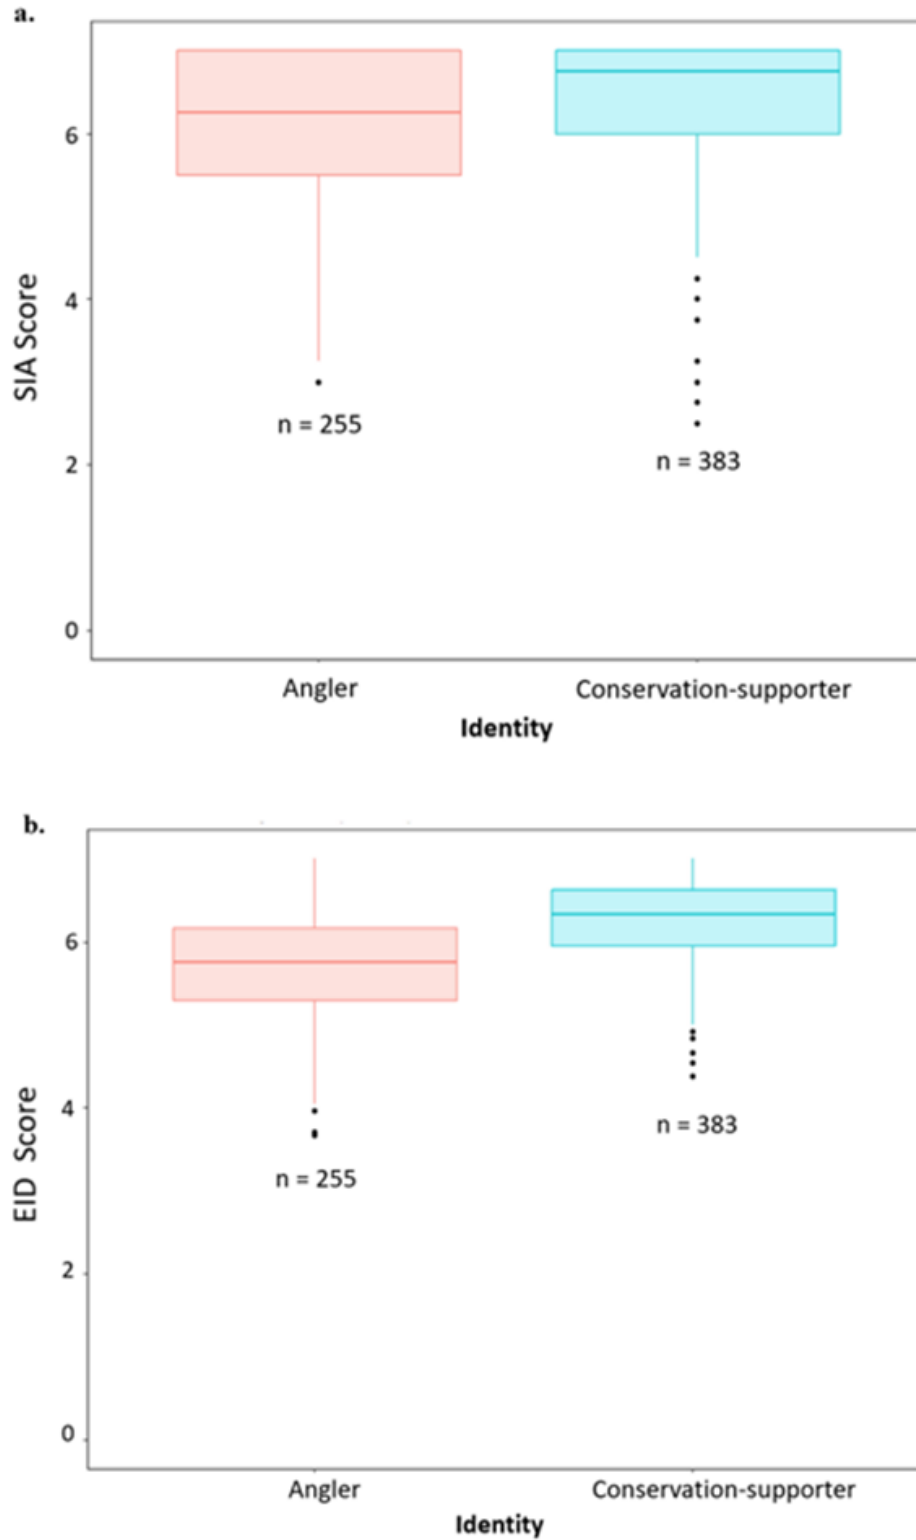 a.
SIA Score
6
4
2
0
n = 255
n = 383
Angler Conservation-supporter
Identity
b.
EID Score
6
4
2
0
n = 383
n = 255
Angler Conservation-supporter
Identity